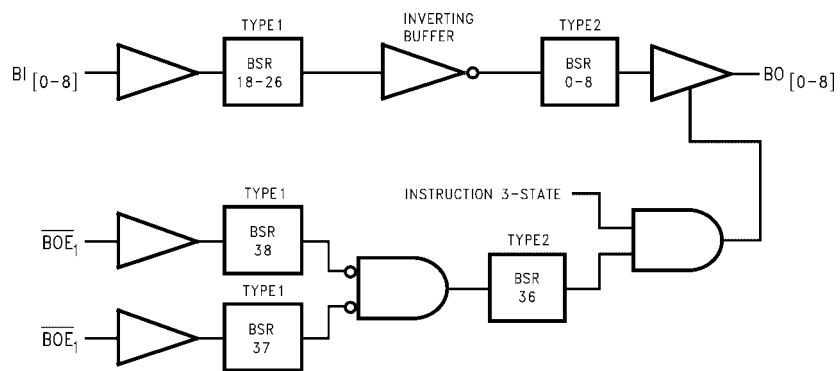 TYPE1
INVERTING
BUFFER
TYPE2
BI[0-8]
BSR
18-26
BSR
0-8
BO[0-8]
TYPE1
INSTRUCTION 3-STATE
BOE1
BSR
38
TYPE2
TYPE1
BSR
36
BOE1
BSR
37